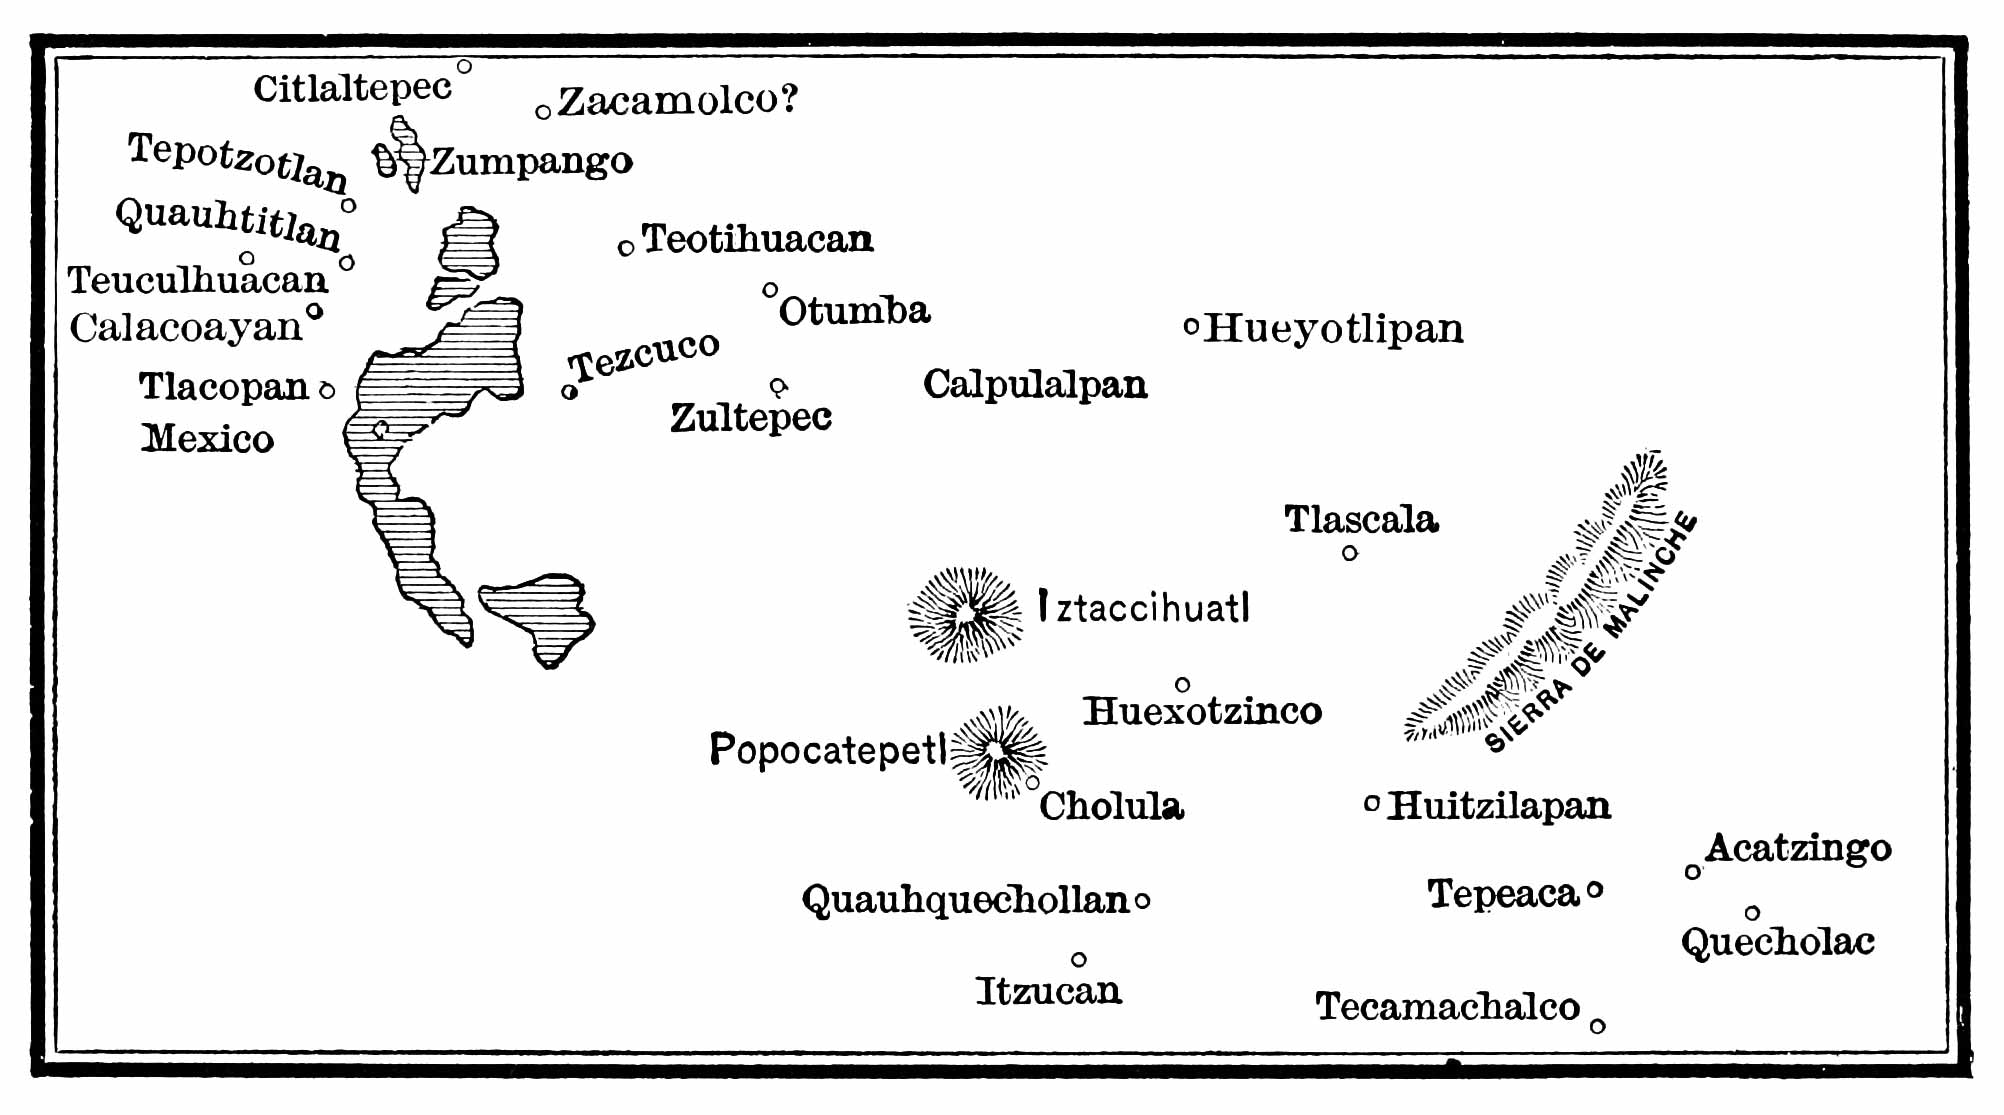 Citlaltepec
Zacamolco?
Tepotzotlan
Zumpango
Quauhtitlan
Teotihuacan
Teuculhuacan
Otumba
Calacoayan
Hueyotlipan
Tezcuco
Tlacopan
Calpulalpan
Zultepec
Mexico
Tlascala
Iztaccihuatl
SIERRA DE MALINCHE
Huexotzinco
Popocatepetl
Cholula
Huitzilapan
Acatzingo
Quauhquechollan
Tepeaca
Quecholac
Itzucan
Tecamachalco